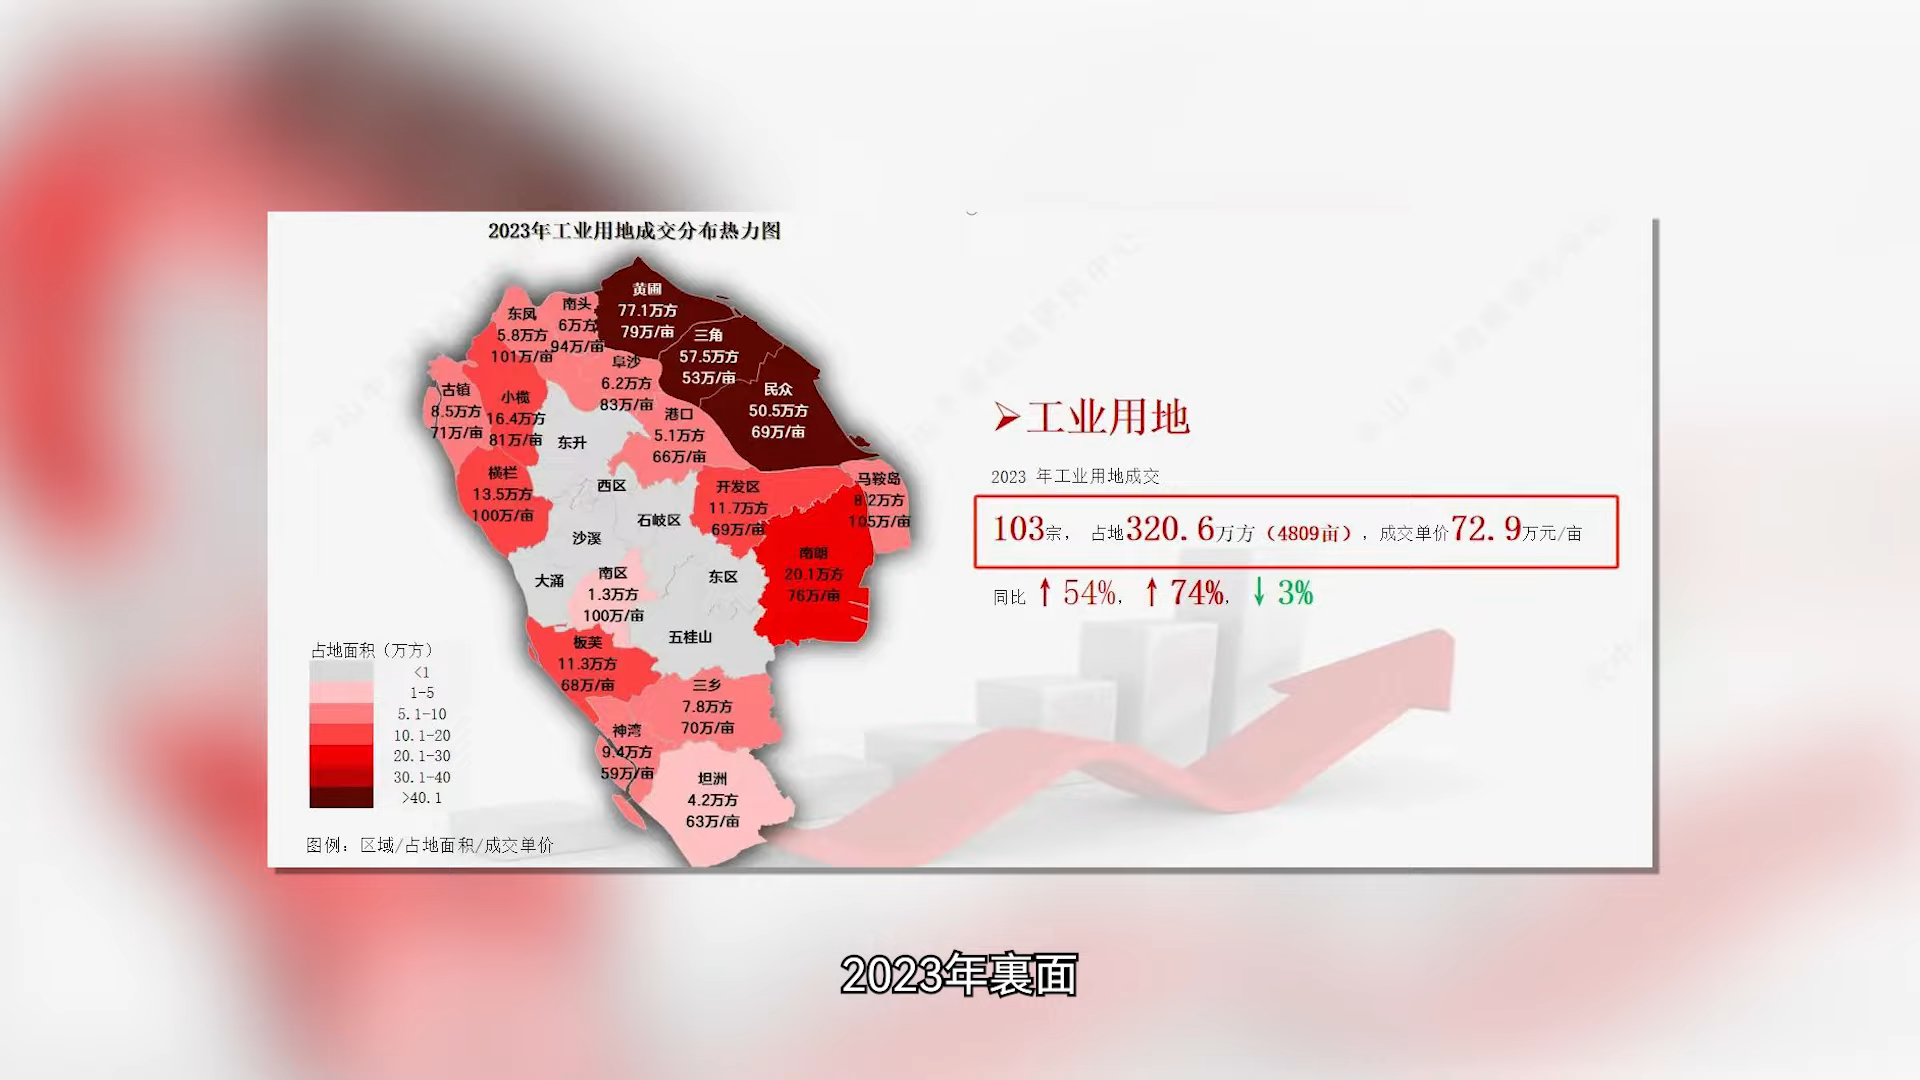 2023年工业用地成交分布热力图
黄圃
77.1万方
79万/亩
南头
6万方
94万/亩
东凤
5.8万方
101万/亩
三角
57.5万方
53万/亩
阜沙
6.2万方
83万/亩
民众
50.5万方
69万/亩
古镇
8.5万方
71万/亩
小榄
16.4万方
81万/亩
港口
5.1万方
66万/亩
东升
横栏
13.5万方
100万/亩
西区
开发区
11.7万方
69万/亩
马鞍岛
8.2万方
105万/亩
石岐区
沙溪
南朗
20.1万方
76万/亩
大涌
南区
1.3万方
100万/亩
东区
五桂山
板芙
11.3万方
68万/亩
三乡
7.8万方
70万/亩
神湾
9.4万方
59万/亩
坦洲
4.2万方
63万/亩
占地面积（万方）
<1
1-5
5.1-10
10.1-20
20.1-30
30.1-40
>40.1
图例：区域/占地面积/成交单价
➢工业用地
2023 年工业用地成交
103宗， 占地320.6万方（4809亩），成交单价72.9万元/亩
同比 ↑ 54%， ↑ 74%， ↓ 3%
2023年裏面